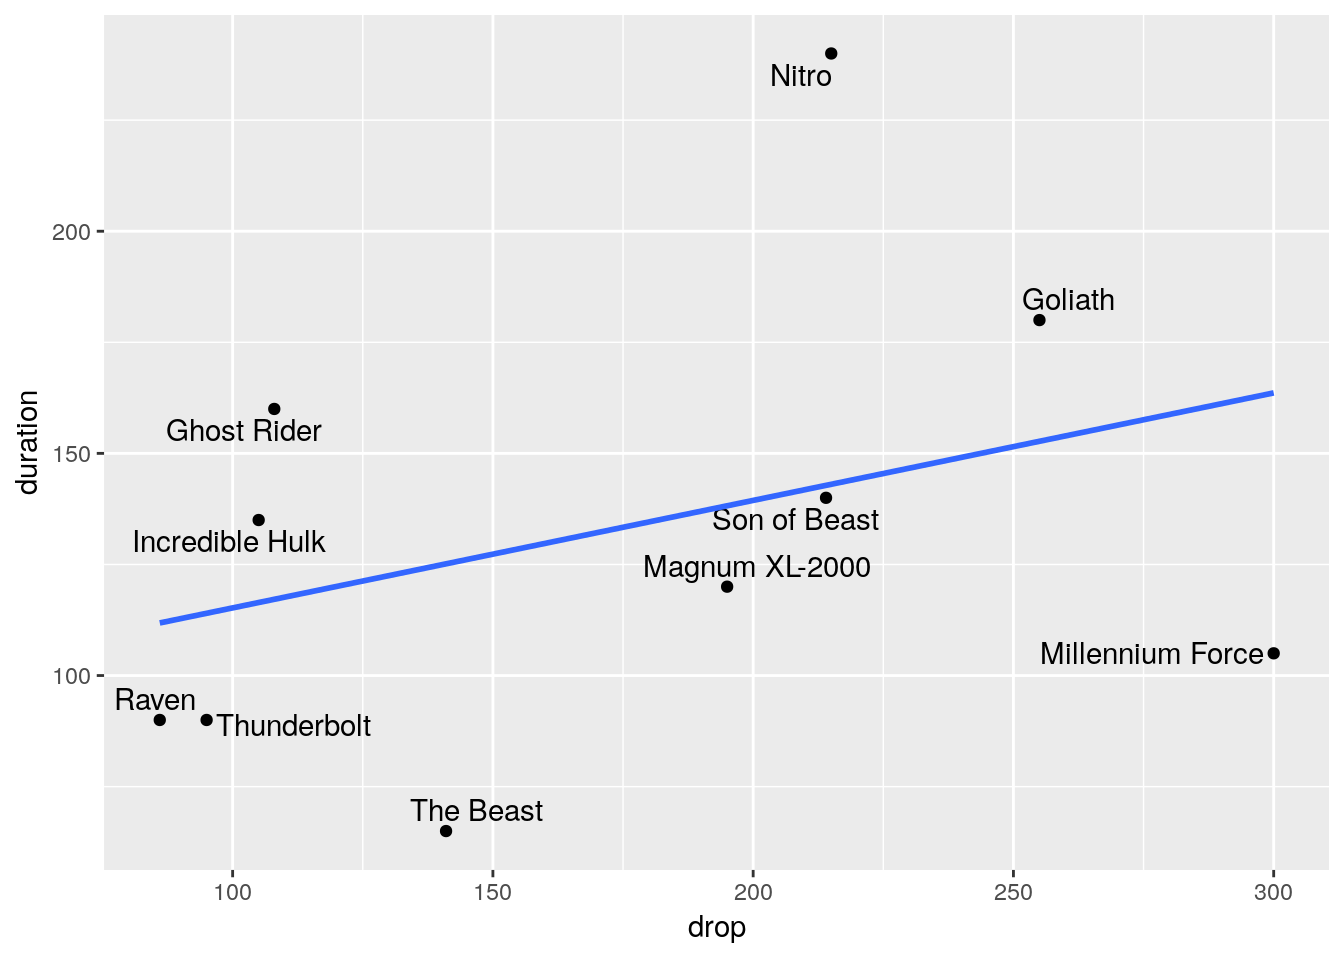 Nitro
200
Goliath
Ghost Rider
150
duration
Son of Beast
Incredible Hulk
Magnum XL-2000
Millennium Force
100
Raven
Thunderbolt
The Beast
100 150 200 250 300
drop